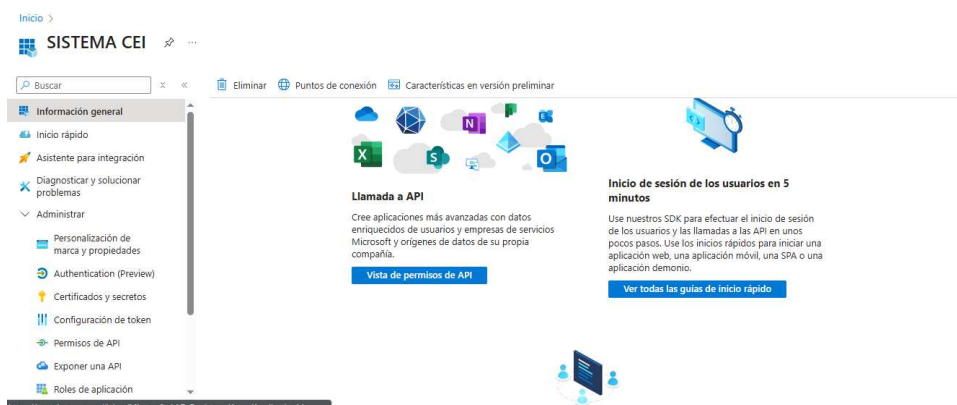 Inicio >
SISTEMA CEI
Buscar
Eliminar
Puntos de conexión
Características en versión preliminar
Información general
Inicio rápido
Asistente para integración
Diagnosticar y solucionar
problemas
Administrar
Personalización de
marca y propiedades
Authentication (Preview)
Certificados y secretos
Configuración de token
Permisos de API
Exponer una API
Roles de aplicación
Llamada a API
Cree aplicaciones más avanzadas con datos
enriquecidos de usuarios y empresas de servicios
Microsoft y orígenes de datos de su propia
compañía.
Vista de permisos de API
Inicio de sesión de los usuarios en 5
minutos
Use nuestros SDK para efectuar el inicio de sesión
de los usuarios y las llamadas a las API en unos
pocos pasos. Use los inicios rápidos para iniciar una
aplicación web, una aplicación móvil, una SPA o una
aplicación demonio.
Ver todas las guías de inicio rápido